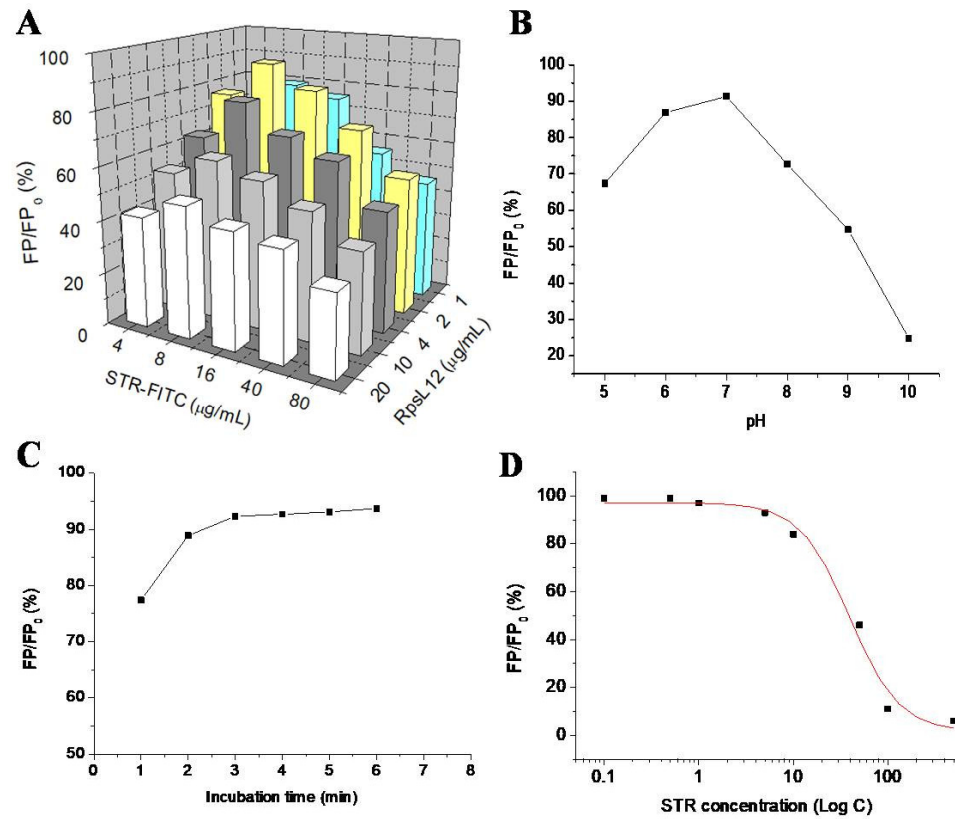 A
100
80
60
40
20
0
FP/FP₀ (%)
4
8
16
40
80
STR-FITC (μg/mL)
20
10
4
2
1
RpsL12 (μg/mL)
B
100
90
80
70
60
50
40
30
20
FP/FP₀ (%)
5 6 7 8 9 10
pH
C
100
90
80
70
60
50
FP/FP₀ (%)
0 1 2 3 4 5 6 7 8
Incubation time (min)
D
100
80
60
40
20
0
FP/FP₀ (%)
0.1 1 10 100
STR concentration (Log C)